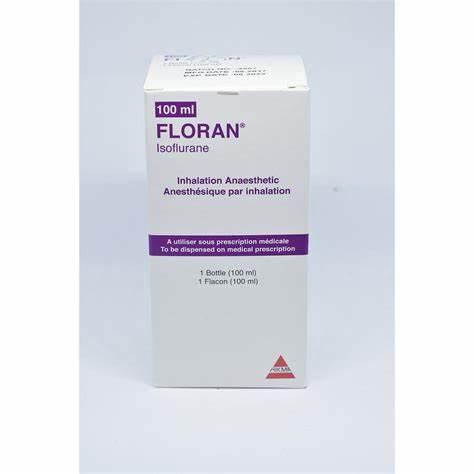 FLORAN
100 ml
FLORAN®
Isoflurane
Inhalation Anaesthetic
Anesthésique par inhalation
A utiliser sous prescription médicale
To be dispensed on medical prescription
1 Bottle (100 ml)
1 Flacon (100 ml)